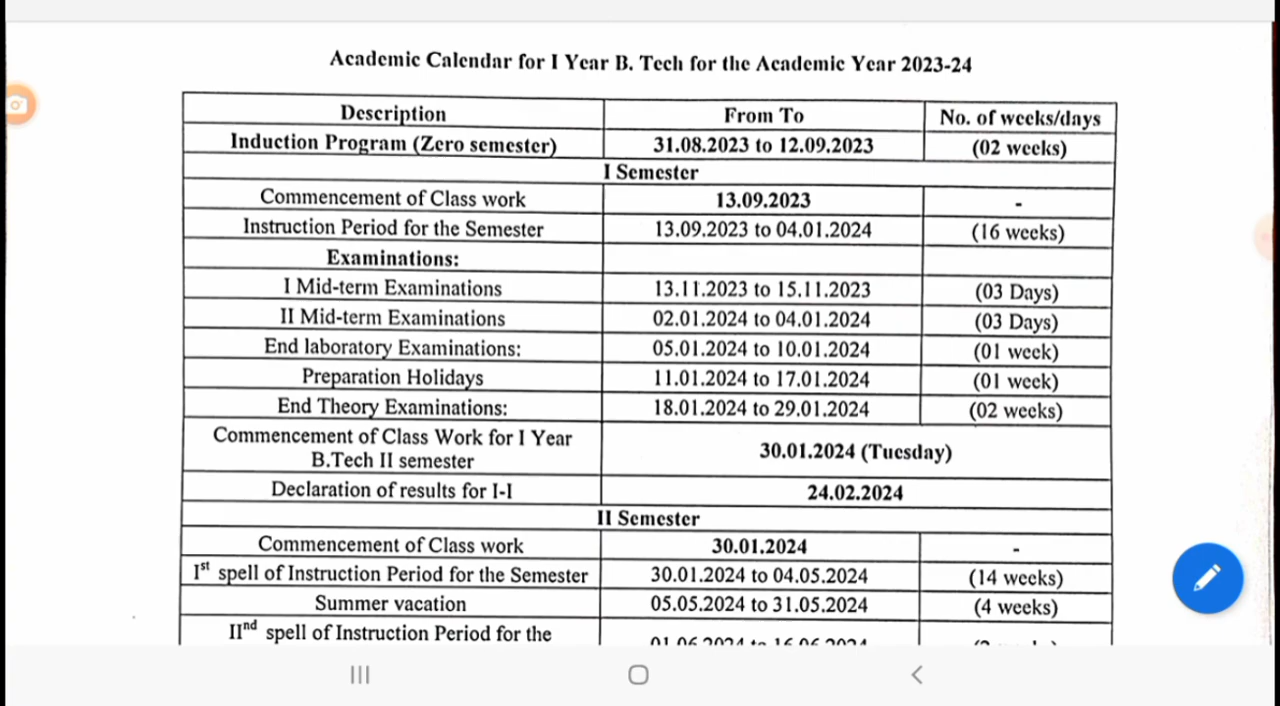 Academic Calendar for I Year B. Tech for the Academic Year 2023-24
Description From To No. of weeks/days
Induction Program (Zero semester) 31.08.2023 to 12.09.2023 (02 weeks)
I Semester
Commencement of Class work 13.09.2023 -
Instruction Period for the Semester 13.09.2023 to 04.01.2024 (16 weeks)
Examinations:
I Mid-term Examinations 13.11.2023 to 15.11.2023 (03 Days)
II Mid-term Examinations 02.01.2024 to 04.01.2024 (03 Days)
End laboratory Examinations: 05.01.2024 to 10.01.2024 (01 week)
Preparation Holidays 11.01.2024 to 17.01.2024 (01 week)
End Theory Examinations: 18.01.2024 to 29.01.2024 (02 weeks)
Commencement of Class Work for I Year
B.Tech II semester 30.01.2024 (Tuesday)
Declaration of results for I-I 24.02.2024
II Semester
Commencement of Class work 30.01.2024 -
Ist spell of Instruction Period for the Semester 30.01.2024 to 04.05.2024 (14 weeks)
Summer vacation 05.05.2024 to 31.05.2024 (4 weeks)
IInd spell of Instruction Period for the 01.06.2024 to 16.06.2024